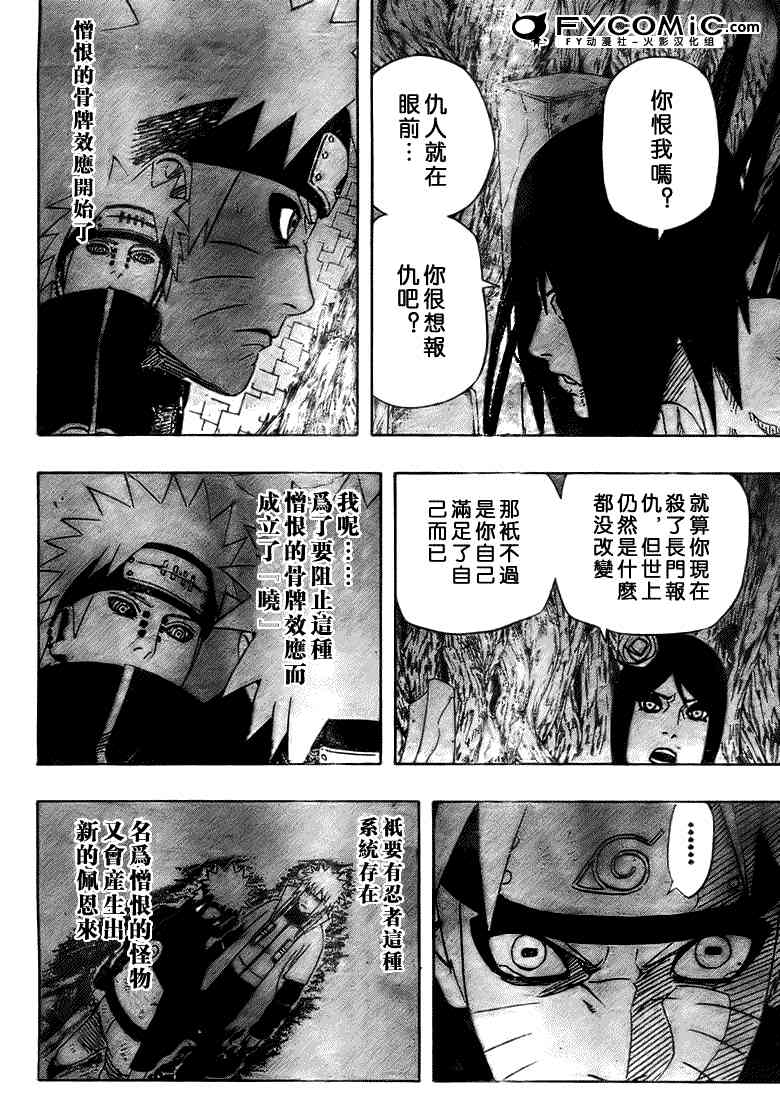 FYCOMiC.com
FY动漫社-火影汉化组
你恨我嗎?
仇人就在
眼前…
你很想報
仇吧?
憎恨的骨牌效應開始了
就算你現在
殺了長門報
仇,但世上
仍然是什麼
都没改變
那祇不過
是你自己
滿足了自
己而已
我呢……
爲了要阻止這種
憎恨的骨牌效應而
成立了『曉』
……
祇要有忍者這種
系統存在
名爲憎恨的怪物
又會産生出
新的佩恩來